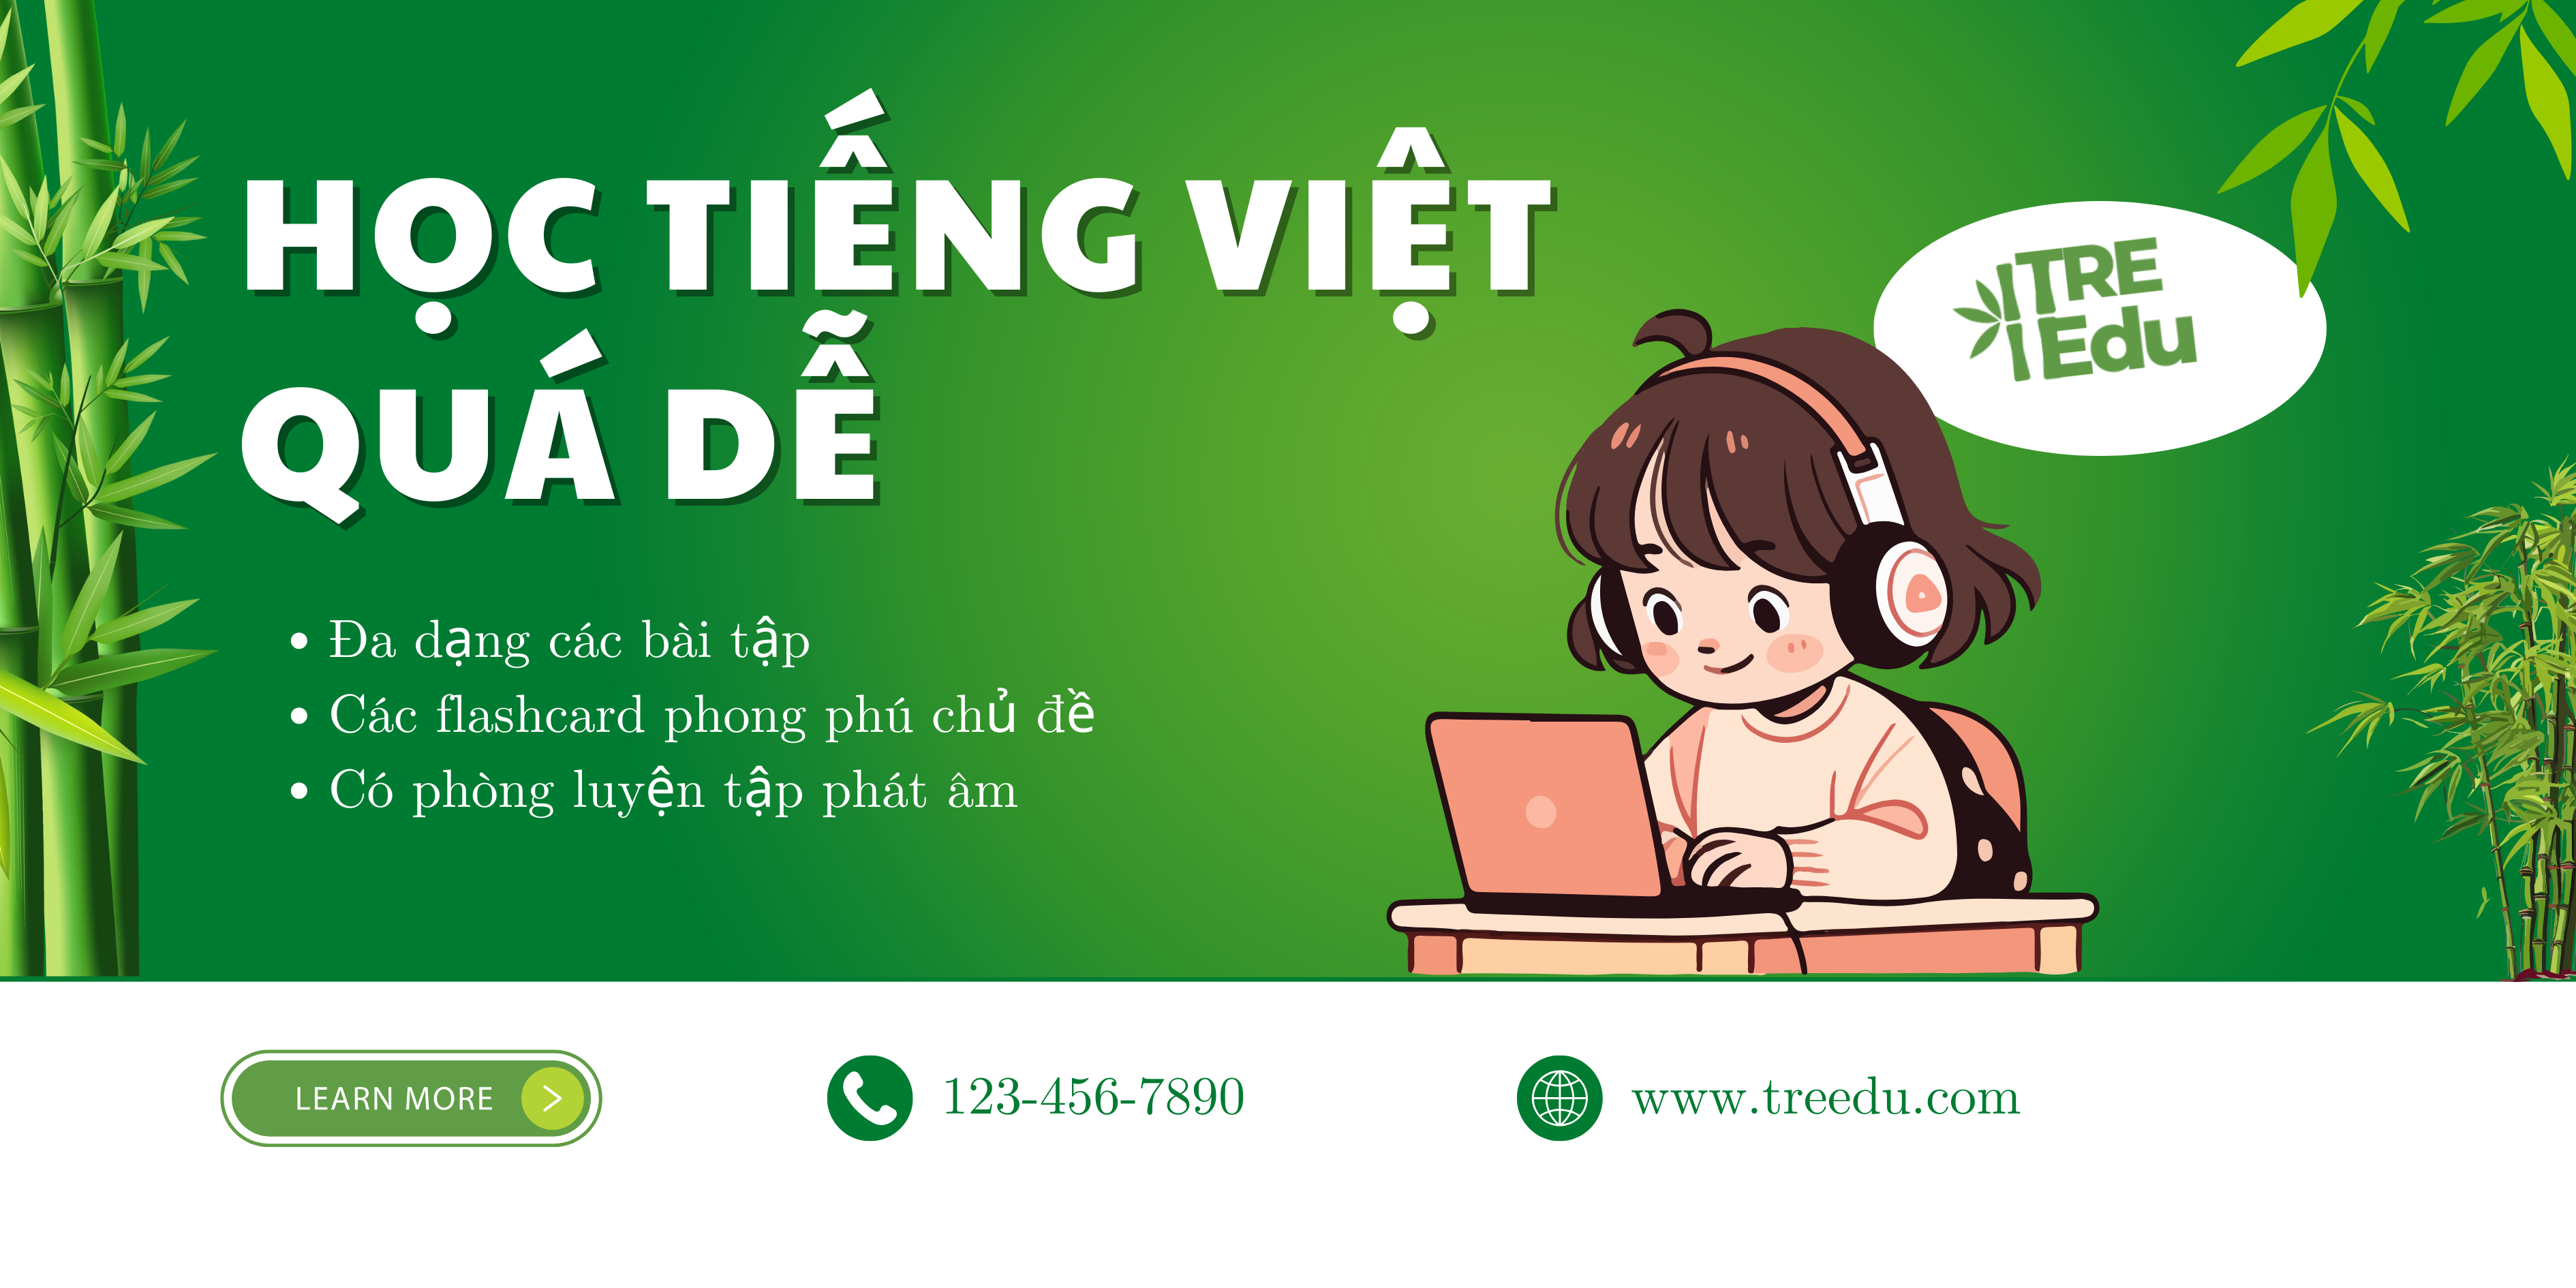 HỌC TIẾNG VIỆT
QUÁ DỄ
TRE
Edu
• Đa dạng các bài tập
• Các flashcard phong phú chủ đề
• Có phòng luyện tập phát âm
LEARN MORE
123-456-7890
www.treedu.com